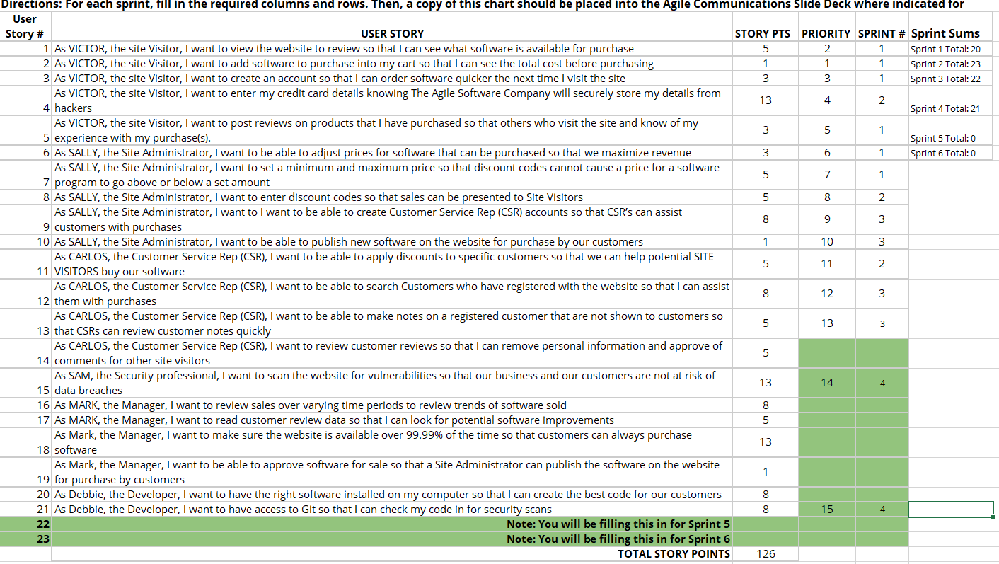 Directions: For each sprint, fill in the required columns and rows. Then, a copy of this chart should be placed into the Agile Communications Slide Deck where indicated for
User
Story # USER STORY STORY PTS PRIORITY SPRINT # Sprint Sums
1 As VICTOR, the site Visitor, I want to view the website to review so that I can see what software is available for purchase 5 2 1 Sprint 1 Total: 20
2 As VICTOR, the site Visitor, I want to add software to purchase into my cart so that I can see the total cost before purchasing 1 1 1 Sprint 2 Total: 23
3 As VICTOR, the site Visitor, I want to create an account so that I can order software quicker the next time I visit the site 3 3 1 Sprint 3 Total: 22
As VICTOR, the site Visitor, I want to enter my credit card details knowing The Agile Software Company will securely store my details from
4 hackers 13 4 2 Sprint 4 Total: 21
As VICTOR, the site Visitor, I want to post reviews on products that I have purchased so that others who visit the site and know of my
5 experience with my purchase(s). 3 5 1 Sprint 5 Total: 0
6 As SALLY, the Site Administrator, I want to be able to adjust prices for software that can be purchased so that we maximize revenue 3 6 1 Sprint 6 Total: 0
As SALLY, the Site Administrator, I want to set a minimum and maximum price so that discount codes cannot cause a price for a software
7 program to go above or below a set amount 5 7 1
8 As SALLY, the Site Administrator, I want to enter discount codes so that sales can be presented to Site Visitors 5 8 2
As SALLY, the Site Administrator, I want to I want to be able to create Customer Service Rep (CSR) accounts so that CSR's can assist
9 customers with purchases 8 9 3
10 As SALLY, the Site Administrator, I want to be able to publish new software on the website for purchase by our customers 1 10 3
As CARLOS, the Customer Service Rep (CSR), I want to be able to apply discounts to specific customers so that we can help potential SITE
11 VISITORS buy our software 5 11 2
As CARLOS, the Customer Service Rep (CSR), I want to be able to search Customers who have registered with the website so that I can assist
12 them with purchases 8 12 3
As CARLOS, the Customer Service Rep (CSR), I want to be able to make notes on a registered customer that are not shown to customers so
13 that CSRs can review customer notes quickly 5 13 3
As CARLOS, the Customer Service Rep (CSR), I want to review customer reviews so that I can remove personal information and approve of
14 comments for other site visitors 5
As SAM, the Security professional, I want to scan the website for vulnerabilities so that our business and our customers are not at risk of
15 data breaches 13 14 4
16 As MARK, the Manager, I want to review sales over varying time periods to review trends of software sold 8
17 As MARK, the Manager, I want to read customer review data so that I can look for potential software improvements 5
As Mark, the Manager, I want to make sure the website is available over 99.99% of the time so that customers can always purchase
18 software 13
As Mark, the Manager, I want to be able to approve software for sale so that a Site Administrator can publish the software on the website
19 for purchase by customers 1
20 As Debbie, the Developer, I want to have the right software installed on my computer so that I can create the best code for our customers 8
21 As Debbie, the Developer, I want to have access to Git so that I can check my code in for security scans 8 15 4
22 Note: You will be filling this in for Sprint 5
23 Note: You will be filling this in for Sprint 6
TOTAL STORY POINTS 126